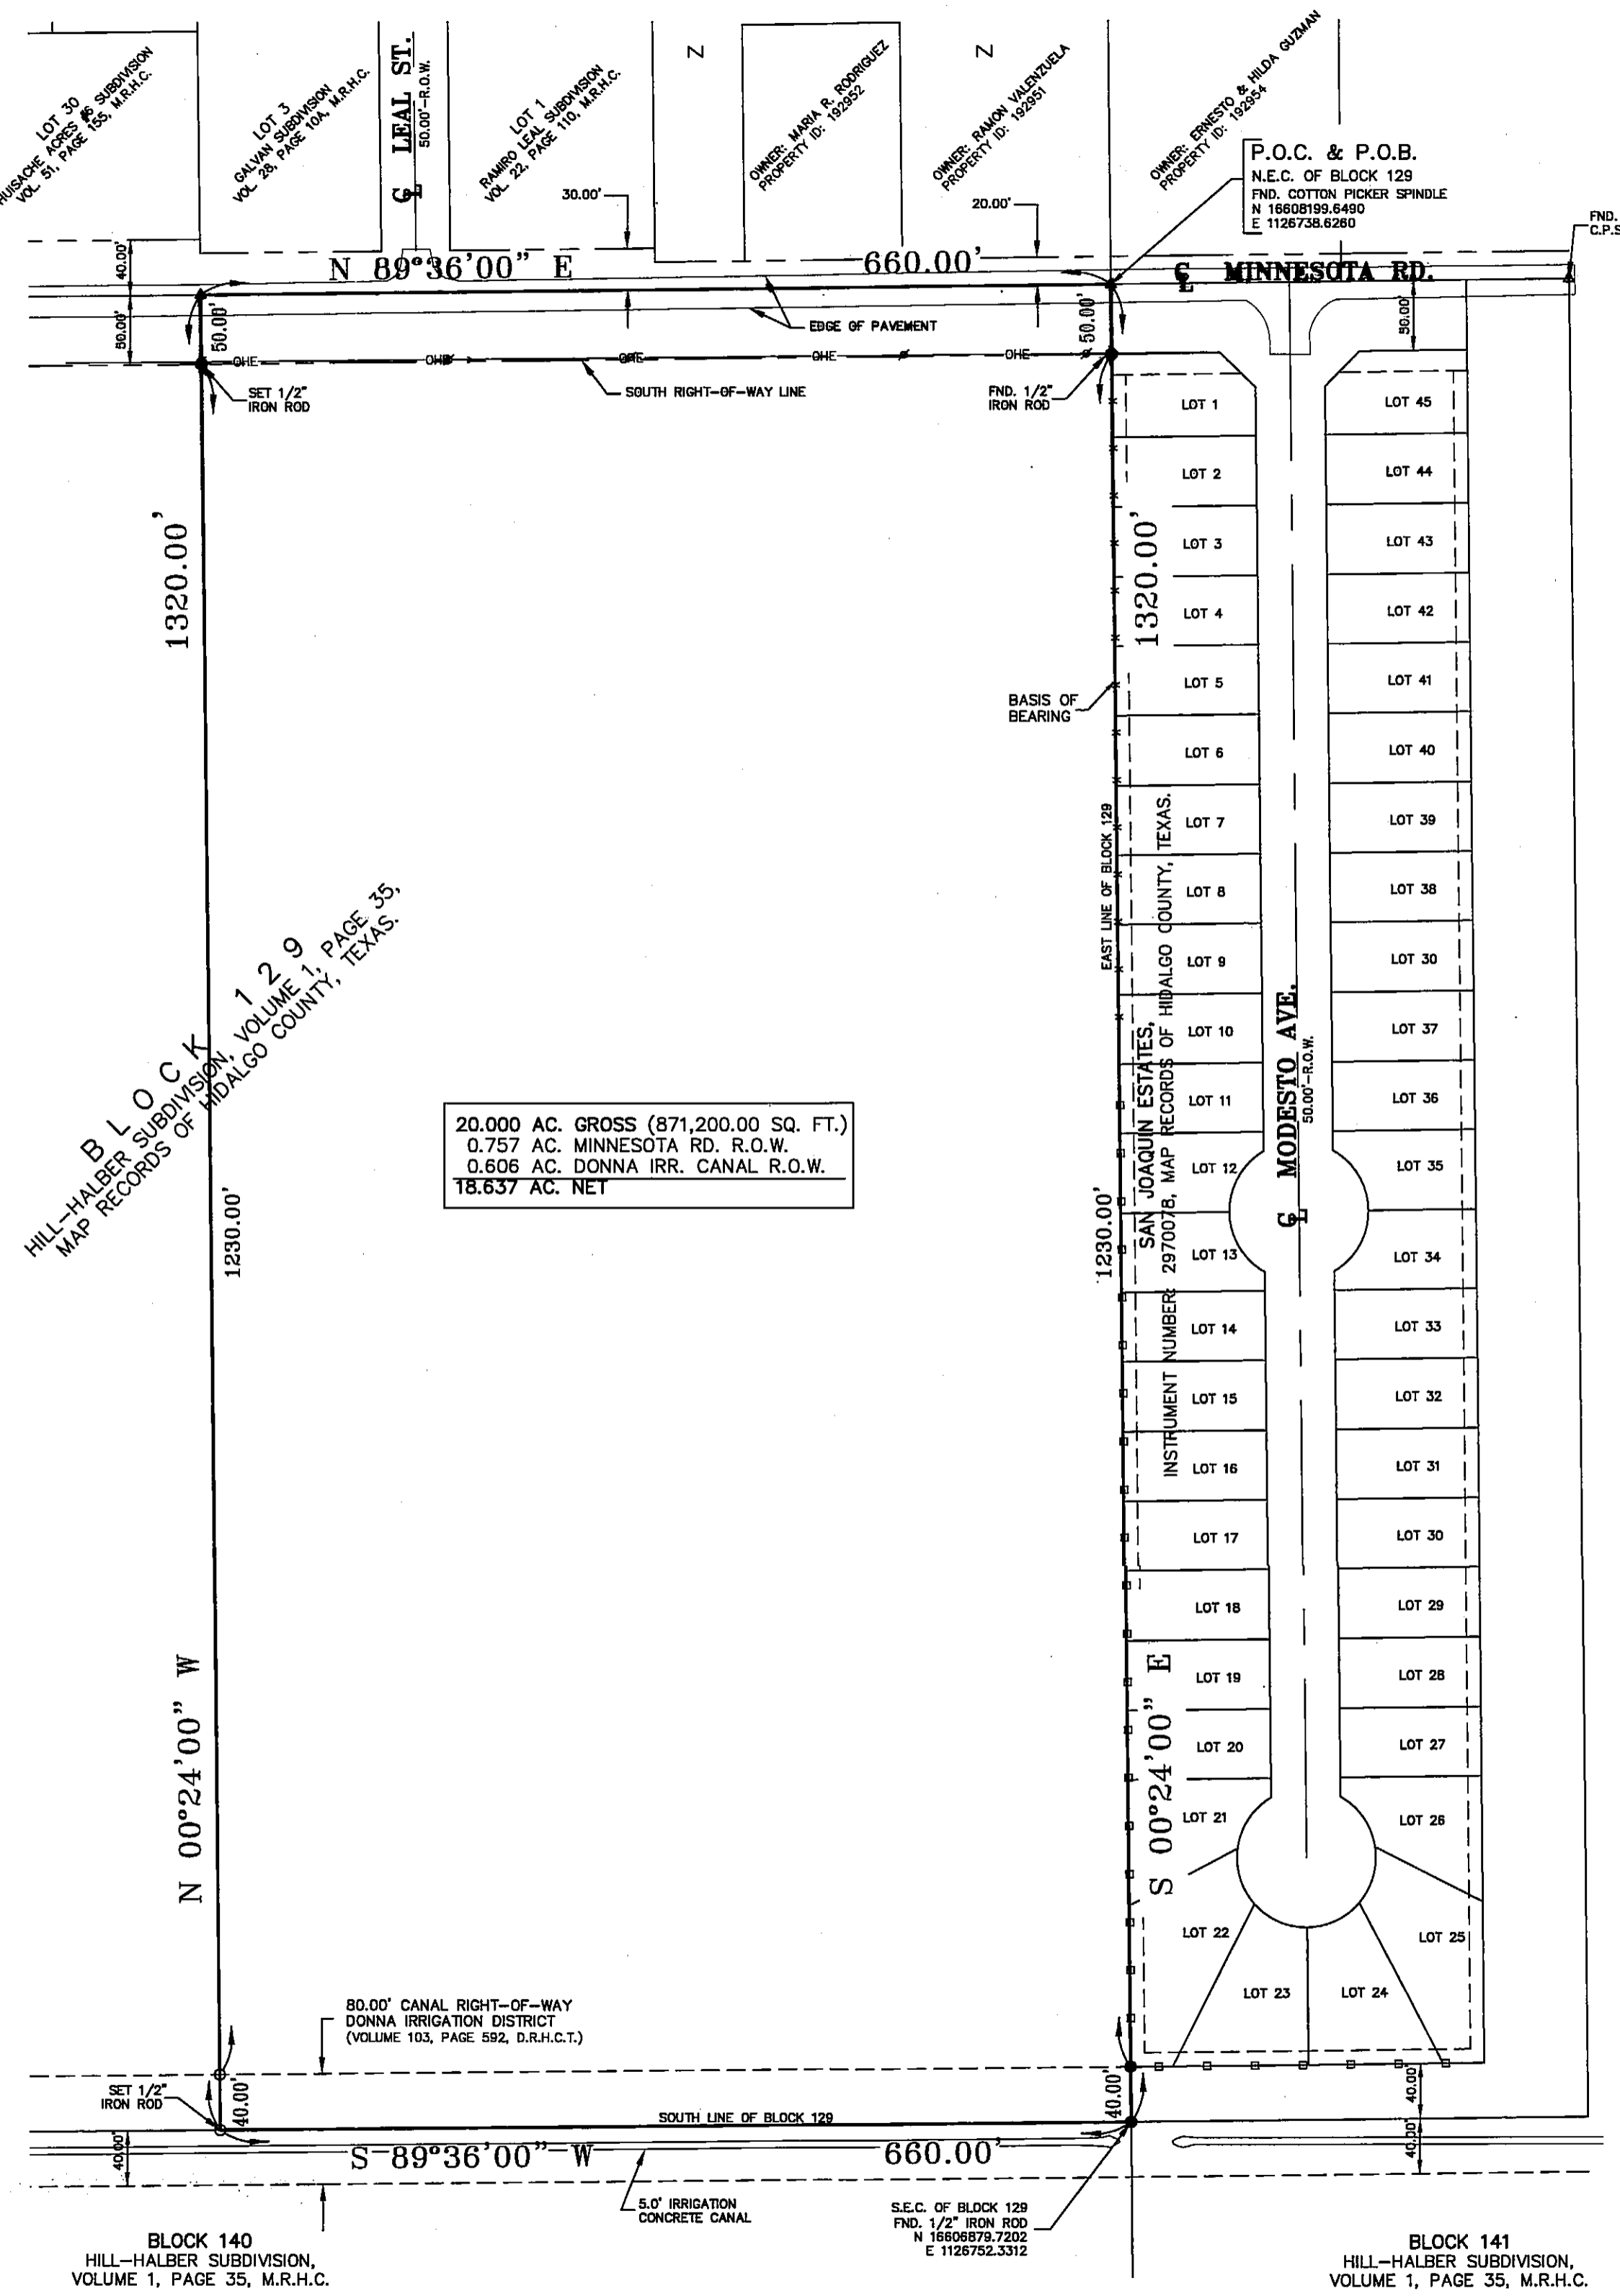 LOT 30
HUISACHE ACRES #6 SUBDIVISION
VOL. 51, PAGE 155, M.R.H.C.
LOT 3
GALVAN SUBDIVISION
VOL. 28, PAGE 10A, M.R.H.C.
℄ LEAL ST.
50.00'-R.O.W.
LOT 1
RAMIRO LEAL SUBDIVISION
VOL. 22, PAGE 110, M.R.H.C.
Z
OWNER: MARIA R. RODRIGUEZ
PROPERTY ID: 192952
Z
OWNER: RAMON VALENZUELA
PROPERTY ID: 192951
OWNER: ERNESTO & HILDA GUZMAN
PROPERTY ID: 192954
P.O.C. & P.O.B.
N.E.C. OF BLOCK 129
FND. COTTON PICKER SPINDLE
N 16608199.6490
E 1126738.6260
FND.
C.P.S
30.00'
20.00'
40.00'
N 89°36'00" E
660.00'
℄ MINNESOTA RD.
50.00'
50.00'
50.00'
50.00'
EDGE OF PAVEMENT
OHE
OHE
OHE
OHE
OHE
SET 1/2"
IRON ROD
SOUTH RIGHT-OF-WAY LINE
FND. 1/2"
IRON ROD
1320.00'
1320.00'
BASIS OF
BEARING
EAST LINE OF BLOCK 129
LOT 1
LOT 2
LOT 3
LOT 4
LOT 5
LOT 6
LOT 7
LOT 8
LOT 9
LOT 10
LOT 11
LOT 12
LOT 13
LOT 14
LOT 15
LOT 16
LOT 17
LOT 18
LOT 19
LOT 20
LOT 21
LOT 22
LOT 23
LOT 24
LOT 25
LOT 26
LOT 27
LOT 28
LOT 29
LOT 30
LOT 31
LOT 32
LOT 33
LOT 34
LOT 35
LOT 36
LOT 37
LOT 30
LOT 38
LOT 39
LOT 40
LOT 41
LOT 42
LOT 43
LOT 44
LOT 45
SAN JOAQUIN ESTATES,
INSTRUMENT NUMBER: 2970078, MAP RECORDS OF HIDALGO COUNTY, TEXAS.
℄ MODESTO AVE.
50.00'-R.O.W.
BLOCK 129
HILL-HALBER SUBDIVISION, VOLUME 1, PAGE 35,
MAP RECORDS OF HIDALGO COUNTY, TEXAS.
20.000 AC. GROSS (871,200.00 SQ. FT.)
0.757 AC. MINNESOTA RD. R.O.W.
0.606 AC. DONNA IRR. CANAL R.O.W.
18.637 AC. NET
1230.00'
1230.00'
N 00°24'00" W
S 00°24'00" E
80.00' CANAL RIGHT-OF-WAY
DONNA IRRIGATION DISTRICT
(VOLUME 103, PAGE 592, D.R.H.C.T.)
SET 1/2"
IRON ROD
40.00'
40.00'
40.00'
SOUTH LINE OF BLOCK 129
40.00'
40.00'
S 89°36'00" W
660.00'
5.0' IRRIGATION
CONCRETE CANAL
S.E.C. OF BLOCK 129
FND. 1/2" IRON ROD
N 16606879.7202
E 1126752.3312
BLOCK 140
HILL-HALBER SUBDIVISION,
VOLUME 1, PAGE 35, M.R.H.C.
BLOCK 141
HILL-HALBER SUBDIVISION,
VOLUME 1, PAGE 35, M.R.H.C.